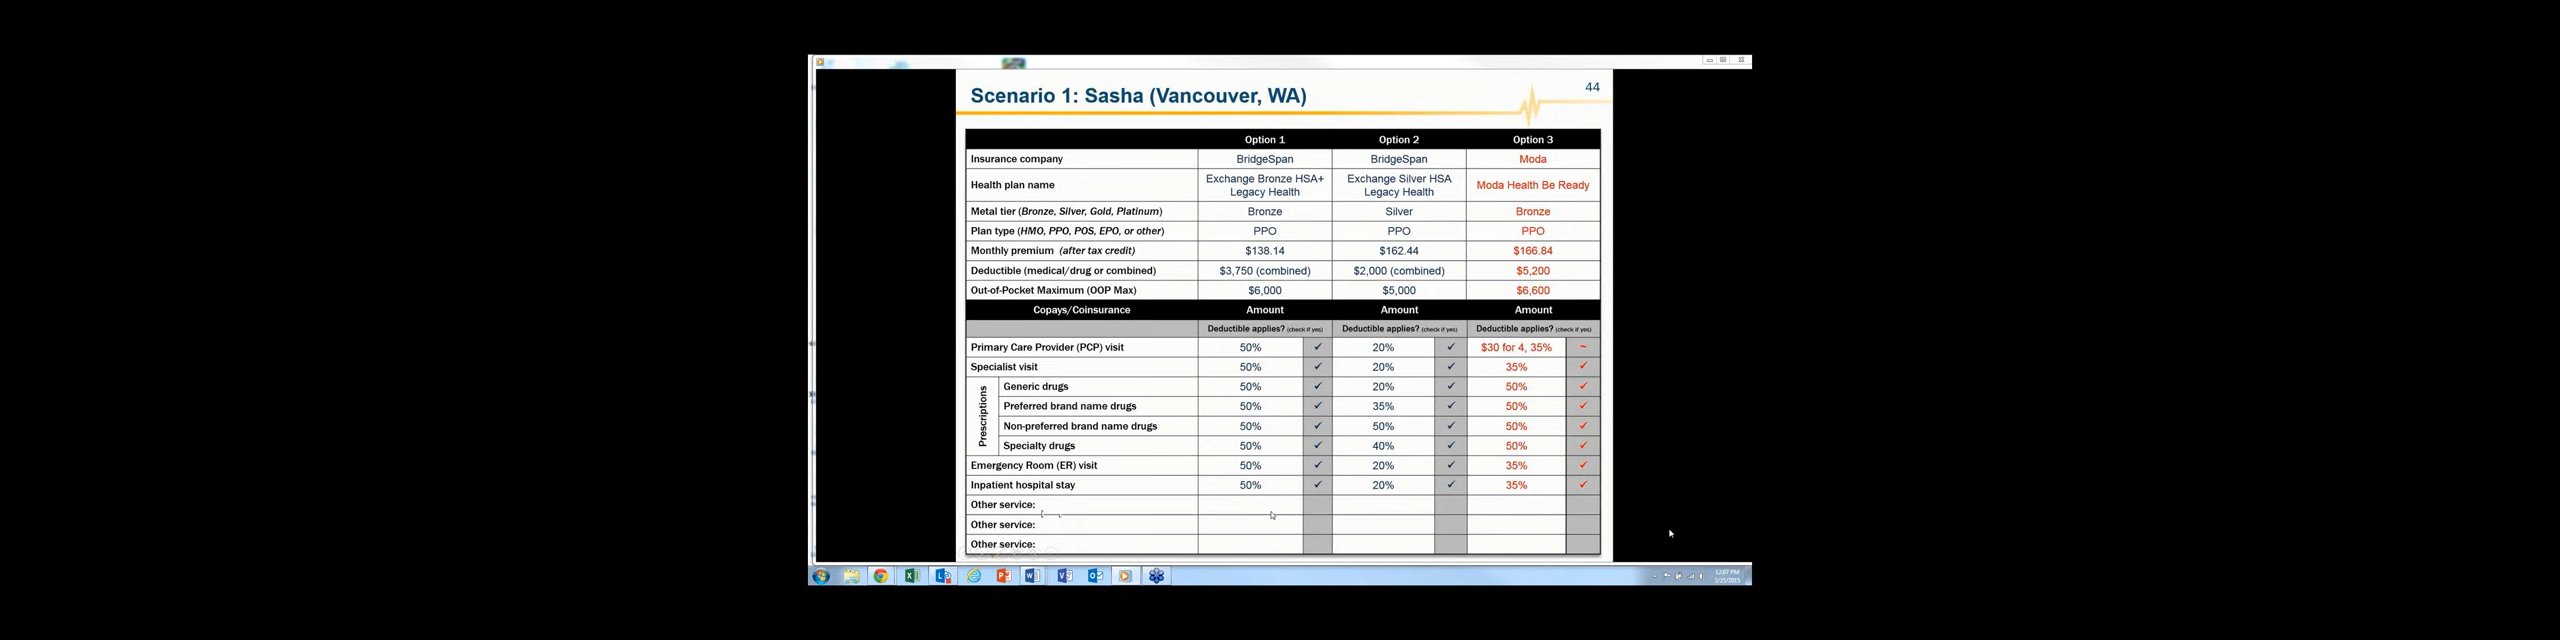 44
Scenario 1: Sasha (Vancouver, WA)
Option 1 Option 2 Option 3
Insurance company BridgeSpan BridgeSpan Moda
Health plan name Exchange Bronze HSA+ Legacy Health Exchange Silver HSA Legacy Health Moda Health Be Ready
Metal tier (Bronze, Silver, Gold, Platinum) Bronze Silver Bronze
Plan type (HMO, PPO, POS, EPO, or other) PPO PPO PPO
Monthly premium (after tax credit) $138.14 $162.44 $166.84
Deductible (medical/drug or combined) $3,750 (combined) $2,000 (combined) $5,200
Out-of-Pocket Maximum (OOP Max) $6,000 $5,000 $6,600
Copays/Coinsurance Amount Amount Amount
Deductible applies? (check if yes) Deductible applies? (check if yes) Deductible applies? (check if yes)
Primary Care Provider (PCP) visit 50% ✓ 20% ✓ $30 for 4, 35% ~
Specialist visit 50% ✓ 20% ✓ 35% ✓
Prescriptions
Generic drugs 50% ✓ 20% ✓ 50% ✓
Preferred brand name drugs 50% ✓ 35% ✓ 50% ✓
Non-preferred brand name drugs 50% ✓ 50% ✓ 50% ✓
Specialty drugs 50% ✓ 40% ✓ 50% ✓
Emergency Room (ER) visit 50% ✓ 20% ✓ 35% ✓
Inpatient hospital stay 50% ✓ 20% ✓ 35% ✓
Other service:
Other service:
Other service:
12:07 PM
3/25/2015